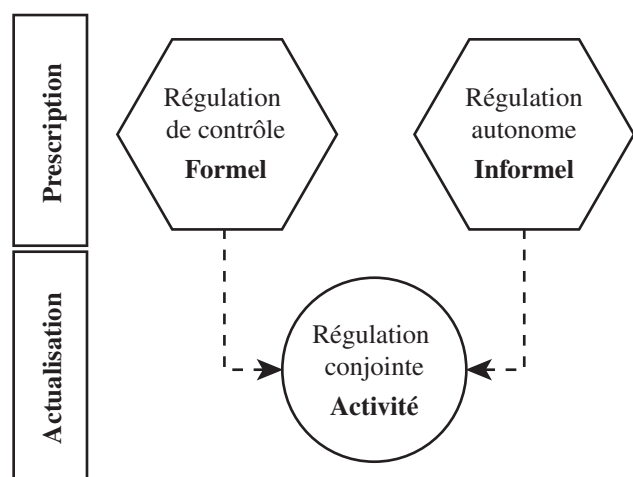 Prescription
Régulation
de contrôle
Formel
Régulation
autonome
Informel
Actualisation
Régulation
conjointe
Activité